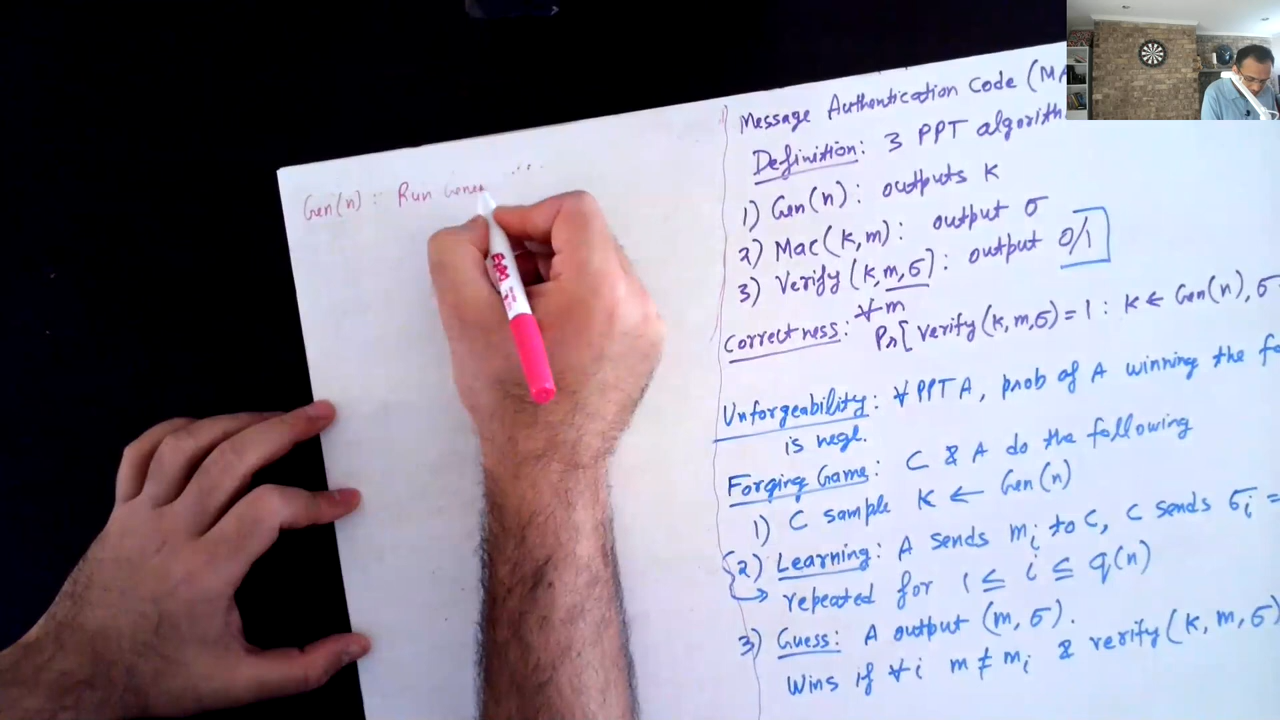 Gen(n) : Run Gene
Message Authentication Code (MA
Definition: 3 PPT algorith
1) Gen(n): outputs K
2) Mac(K,m): output σ
3) Verify (K,m,σ): output 0/1
Correctness: ∀m
Pr[ Verify(K,m,σ) = 1 : K ← Gen(n), σ
Unforgeability: ∀ PPT A, prob of A winning the fo
is negl.
Forging Game: C & A do the following
1) C sample K ← Gen(n)
2) Learning: A sends mi to C, C sends σi =
repeated for 1 ≤ i ≤ q(n)
3) Guess: A output (m, σ).
Wins if ∀i m ≠ mi & verify(K, m, σ)